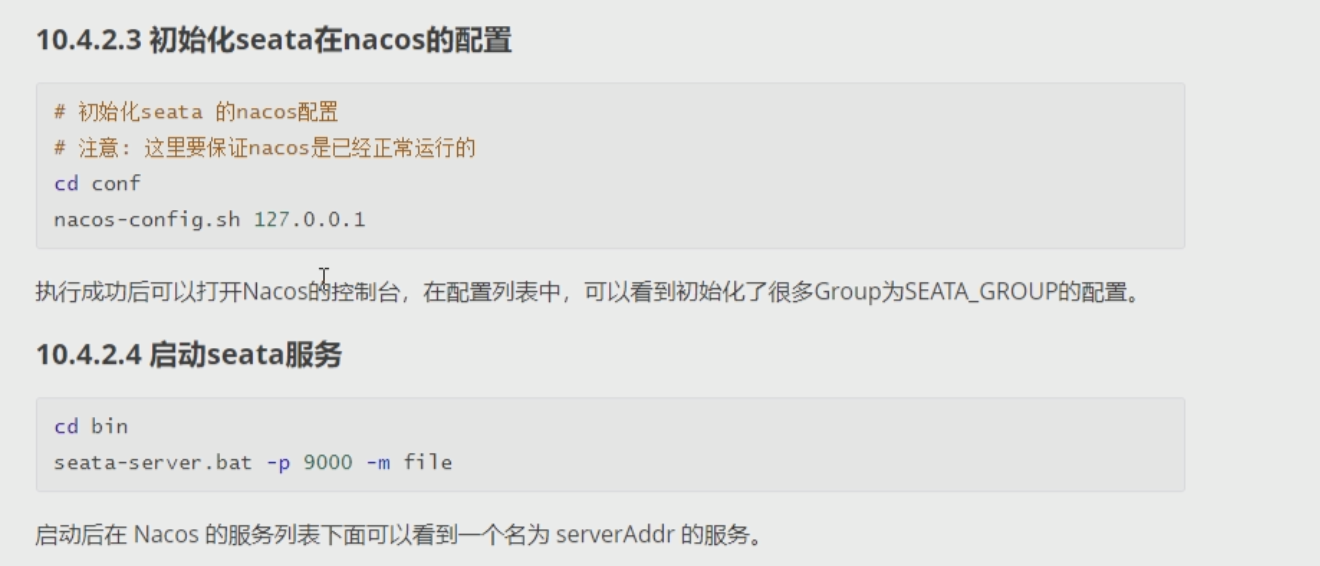 10.4.2.3 初始化seata在nacos的配置
# 初始化seata 的nacos配置
# 注意: 这里要保证nacos是已经正常运行的
cd conf
nacos-config.sh 127.0.0.1
执行成功后可以打开Nacos的控制台，在配置列表中，可以看到初始化了很多Group为SEATA_GROUP的配置。
10.4.2.4 启动seata服务
cd bin
seata-server.bat -p 9000 -m file
启动后在 Nacos 的服务列表下面可以看到一个名为 serverAddr 的服务。